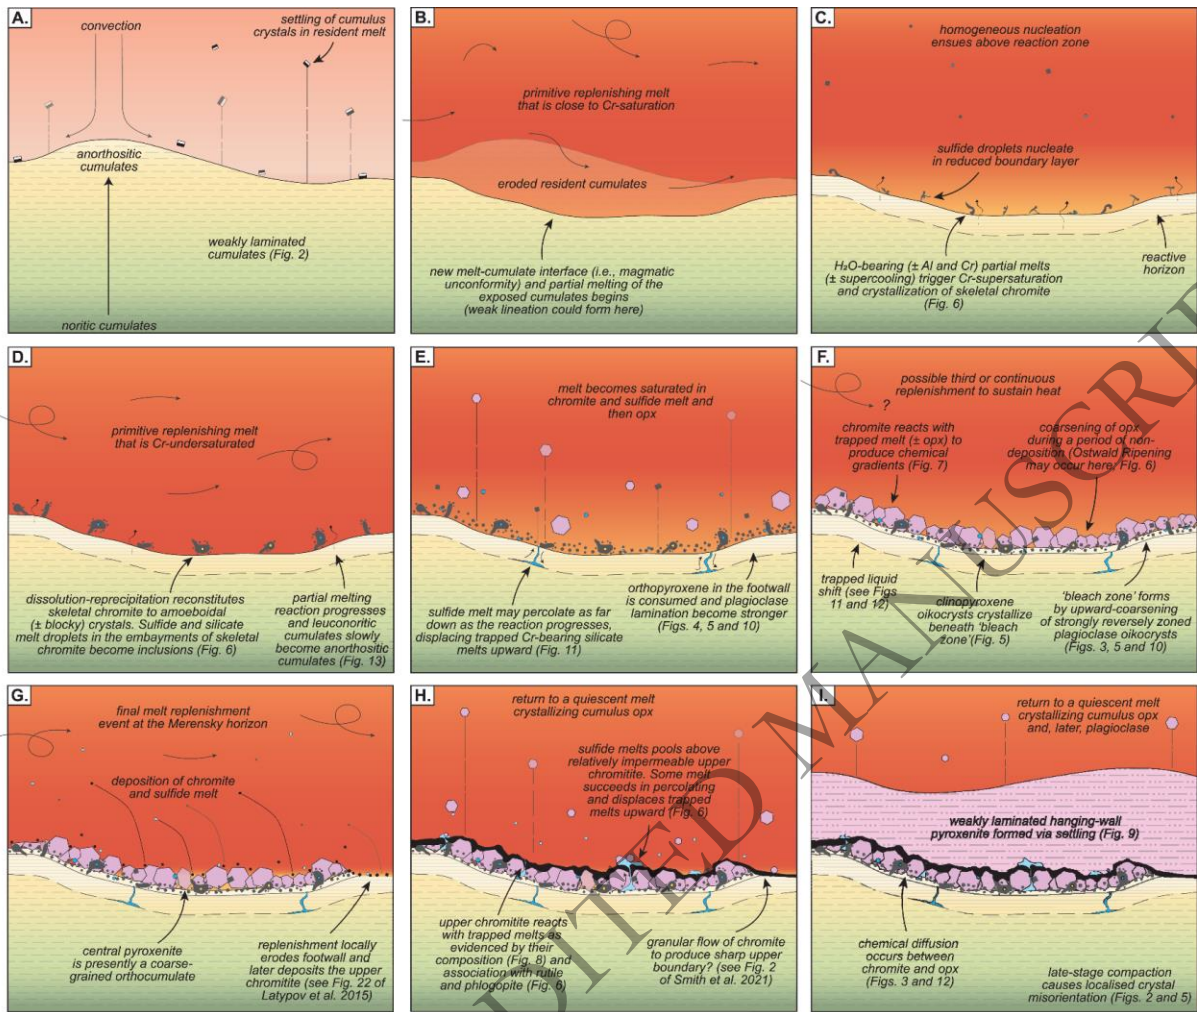 A.
convection
settling of cumulus
crystals in resident melt
anorthositic
cumulates
weakly laminated
cumulates (Fig. 2)
noritic cumulates
B.
primitive replenishing melt
that is close to Cr-saturation
eroded resident cumulates
new melt-cumulate interface (i.e., magmatic
unconformity) and partial melting of the
exposed cumulates begins
(weak lineation could form here)
C.
homogeneous nucleation
ensues above reaction zone
sulfide droplets nucleate
in reduced boundary layer
H₂O-bearing (± Al and Cr) partial melts
(± supercooling) trigger Cr-supersaturation
and crystallization of skeletal chromite
(Fig. 6)
reactive
horizon
D.
primitive replenishing melt
that is Cr-undersaturated
dissolution-reprecipitation reconstitutes
skeletal chromite to amoeboidal
(± blocky) crystals. Sulfide and silicate
melt droplets in the embayments of skeletal
chromite become inclusions (Fig. 6)
partial melting
reaction progresses
and leuconoritic
cumulates slowly
become anorthositic
cumulates (Fig. 13)
E.
melt becomes saturated in
chromite and sulfide melt and
then opx
sulfide melt may percolate as far
down as the reaction progresses,
displacing trapped Cr-bearing silicate
melts upward (Fig. 11)
orthopyroxene in the footwall
is consumed and plagioclase
lamination become stronger
(Figs. 4, 5 and 10)
F.
possible third or continuous
replenishment to sustain heat
?
chromite reacts with
trapped melt (± opx) to
produce chemical
gradients (Fig. 7)
coarsening of opx
during a period of non-
deposition (Ostwald Ripening
may occur here; FIg. 6)
trapped liquid
shift (see Figs
11 and 12)
clinopyroxene
oikocrysts crystallize
beneath ‘bleach
zone’(Fig. 5)
‘bleach zone’ forms
by upward-coarsening
of strongly reversely zoned
plagioclase oikocrysts
(Figs. 3, 5 and 10)
G.
final melt replenishment
event at the Merensky horizon
deposition of chromite
and sulfide melt
central pyroxenite
is presently a coarse-
grained orthocumulate
replenishment locally
erodes footwall and
later deposits the upper
chromitite (see Fig. 22 of
Latypov et al. 2015)
H.
return to a quiescent melt
crystallizing cumulus opx
sulfide melts pools above
relatively impermeable upper
chromitite. Some melt
succeeds in percolating
and displaces trapped
melts upward (Fig. 6)
upper chromitite reacts
with trapped melts as
evidenced by their
composition (Fig. 8) and
association with rutile
and phlogopite (Fig. 6)
granular flow of chromite
to produce sharp upper
boundary? (see Fig. 2
of Smith et al. 2021)
I.
return to a quiescent melt
crystallizing cumulus opx
and, later, plagioclase
weakly laminated hanging-wall
pyroxenite formed via settling (Fig. 9)
chemical diffusion
occurs between
chromite and opx
(Figs. 3 and 12)
late-stage compaction
causes localised crystal
misorientation (Figs. 2 and 5)
DITED MANUSCRIP